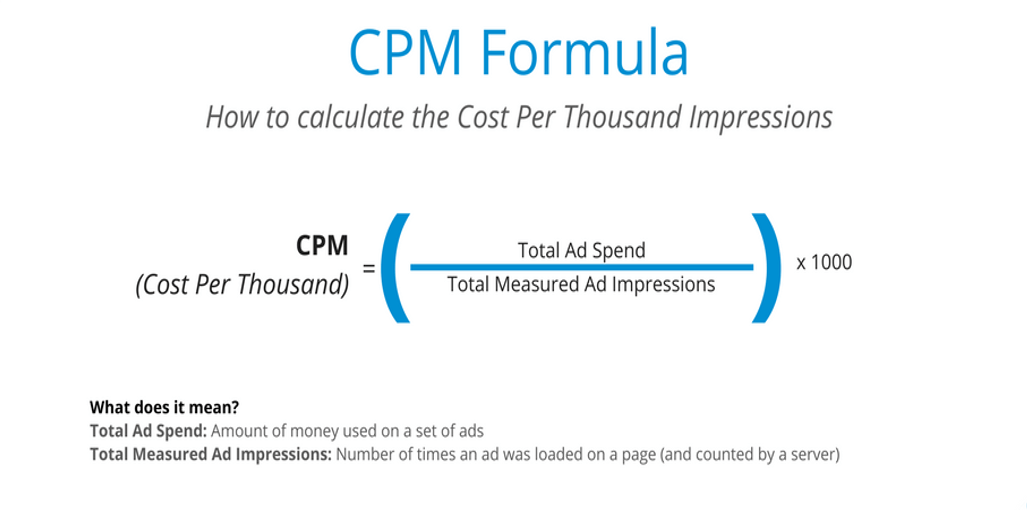 CPM Formula
How to calculate the Cost Per Thousand Impressions
CPM
(Cost Per Thousand)
=
Total Ad Spend
Total Measured Ad Impressions
x 1000
What does it mean?
Total Ad Spend: Amount of money used on a set of ads
Total Measured Ad Impressions: Number of times an ad was loaded on a page (and counted by a server)